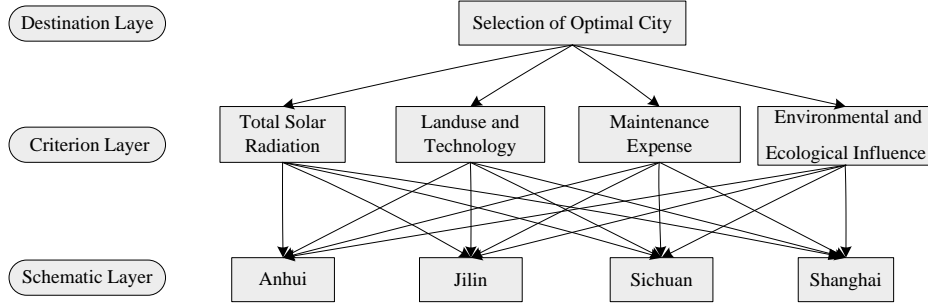 Destination Laye
Selection of Optimal City
Criterion Layer
Total Solar
Radiation
Landuse and
Technology
Maintenance
Expense
Environmental and
Ecological Influence
Schematic Layer
Anhui
Jilin
Sichuan
Shanghai